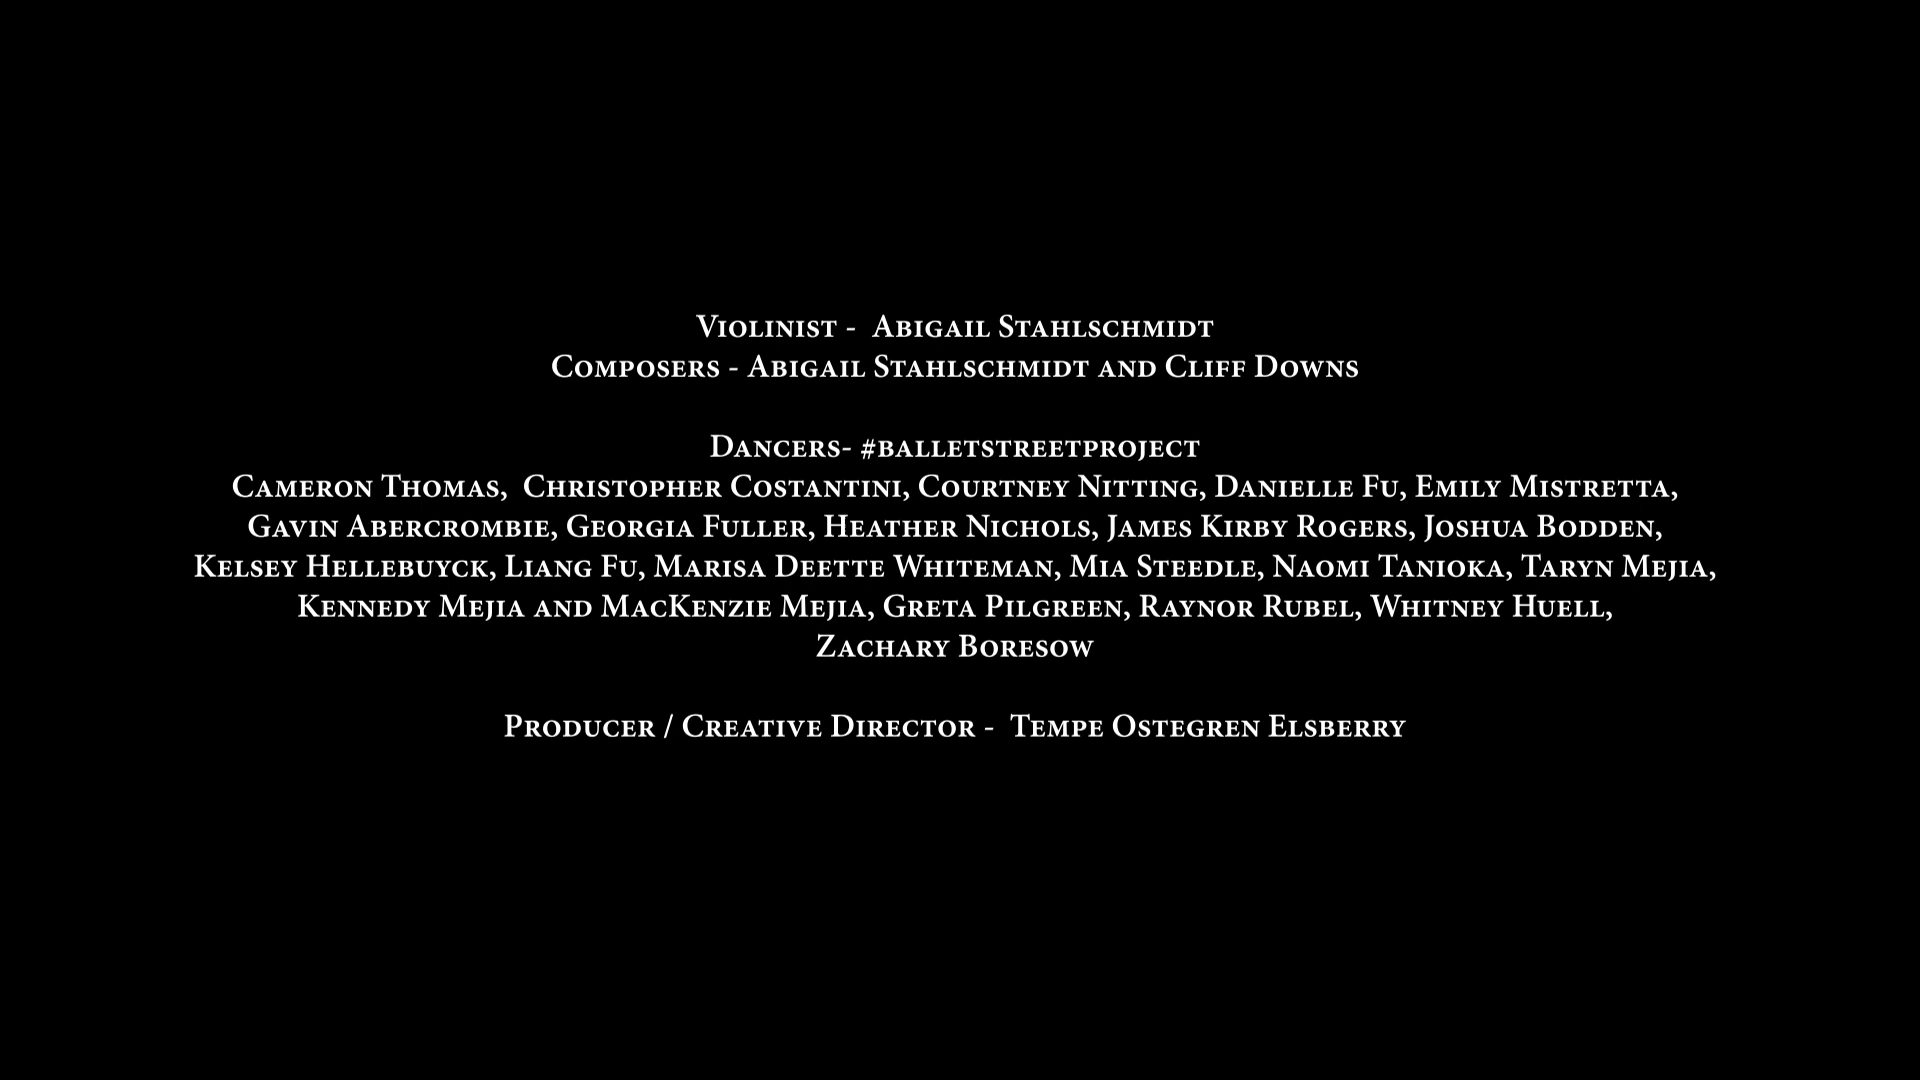 Violinist -  Abigail Stahlschmidt
Composers - Abigail Stahlschmidt and Cliff Downs
Dancers- #balletstreetproject
Cameron Thomas,  Christopher Costantini, Courtney Nitting, Danielle Fu, Emily Mistretta,
Gavin Abercrombie, Georgia Fuller, Heather Nichols, James Kirby Rogers, Joshua Bodden,
Kelsey Hellebuyck, Liang Fu, Marisa Deette Whiteman, Mia Steedle, Naomi Tanioka, Taryn Mejia,
Kennedy Mejia and MacKenzie Mejia, Greta Pilgreen, Raynor Rubel, Whitney Huell,
Zachary Boresow
Producer / Creative Director -  Tempe Ostegren Elsberry